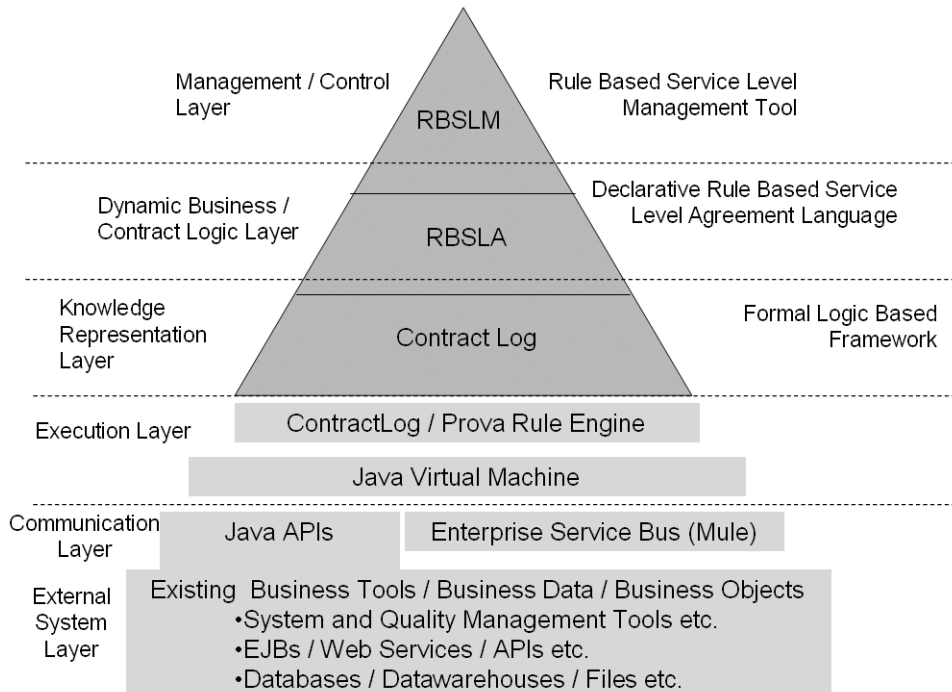 Management / Control
Layer
RBSLM
Rule Based Service Level
Management Tool
Dynamic Business /
Contract Logic Layer
RBSLA
Declarative Rule Based Service
Level Agreement Language
Knowledge
Representation
Layer
Contract Log
Formal Logic Based
Framework
Execution Layer
ContractLog / Prova Rule Engine
Java Virtual Machine
Communication
Layer
Java APIs
Enterprise Service Bus (Mule)
External
System
Layer
Existing Business Tools / Business Data / Business Objects
•System and Quality Management Tools etc.
•EJBs / Web Services / APIs etc.
•Databases / Datawarehouses / Files etc.